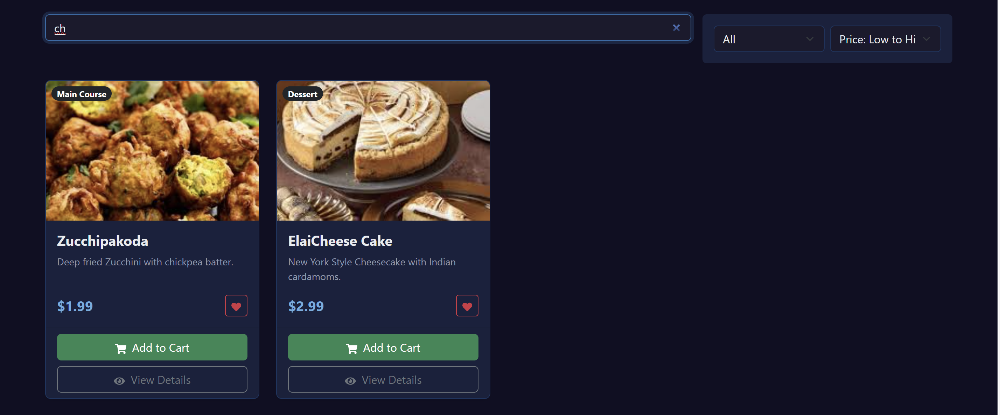 ch
All
Price: Low to Hi
Main Course
Zucchipakoda
Deep fried Zucchini with chickpea batter.
$1.99
Add to Cart
View Details
Dessert
ElaiCheese Cake
New York Style Cheesecake with Indian
cardamoms.
$2.99
Add to Cart
View Details